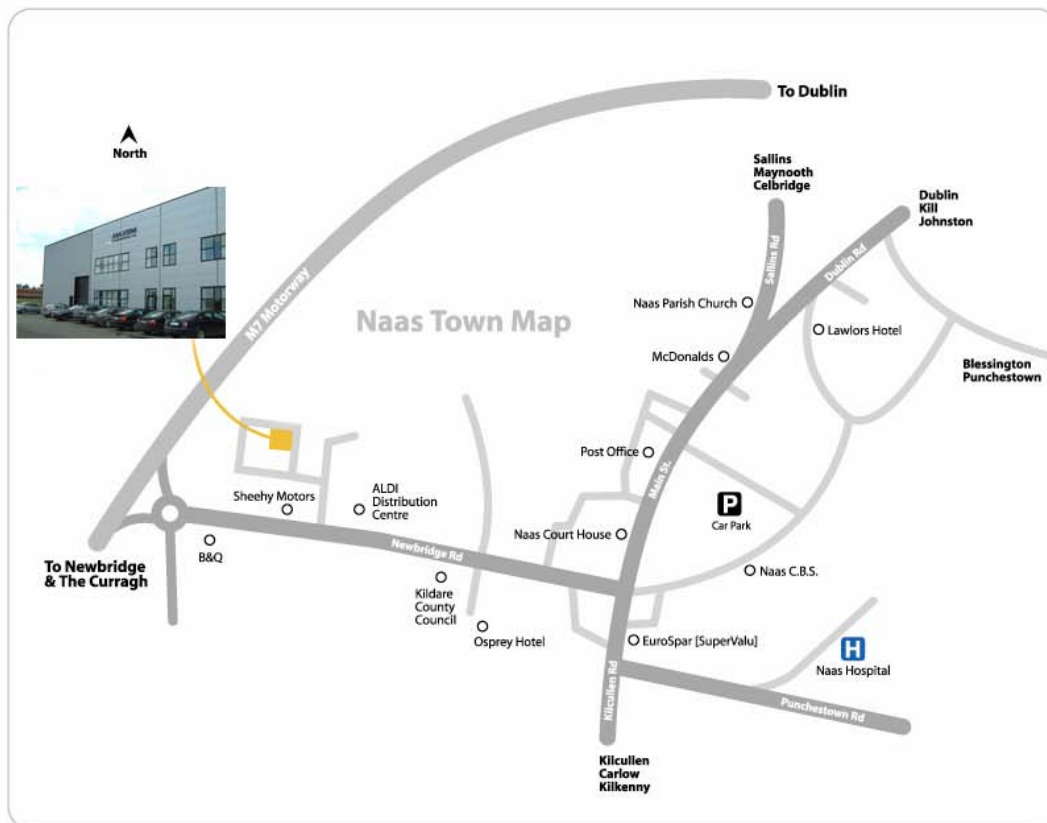 To Dublin
North
Sallins
Maynooth
Celbridge
Dublin
Kill
Johnston
Sallins Rd
Dublin Rd
M7 Motorway
Naas Town Map
Naas Parish Church
Lawlors Hotel
McDonalds
Blessington
Punchestown
Post Office
Main St.
Sheehy Motors
ALDI
Distribution
Centre
P
Car Park
Naas Court House
Newbridge Rd
B&Q
To Newbridge
& The Curragh
Kildare
County
Council
Naas C.B.S.
Osprey Hotel
EuroSpar [SuperValu]
H
Naas Hospital
Kilcullen Rd
Punchestown Rd
Kilcullen
Carlow
Kilkenny